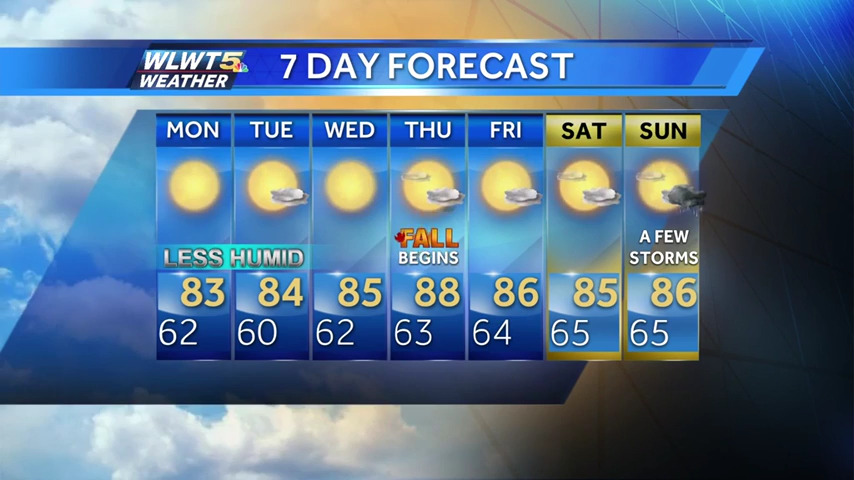 WLWT5
WEATHER
7 DAY FORECAST
MON TUE WED THU FRI SAT SUN
LESS HUMID
FALL
BEGINS
A FEW
STORMS
83 84 85 88 86 85 86
62 60 62 63 64 65 65